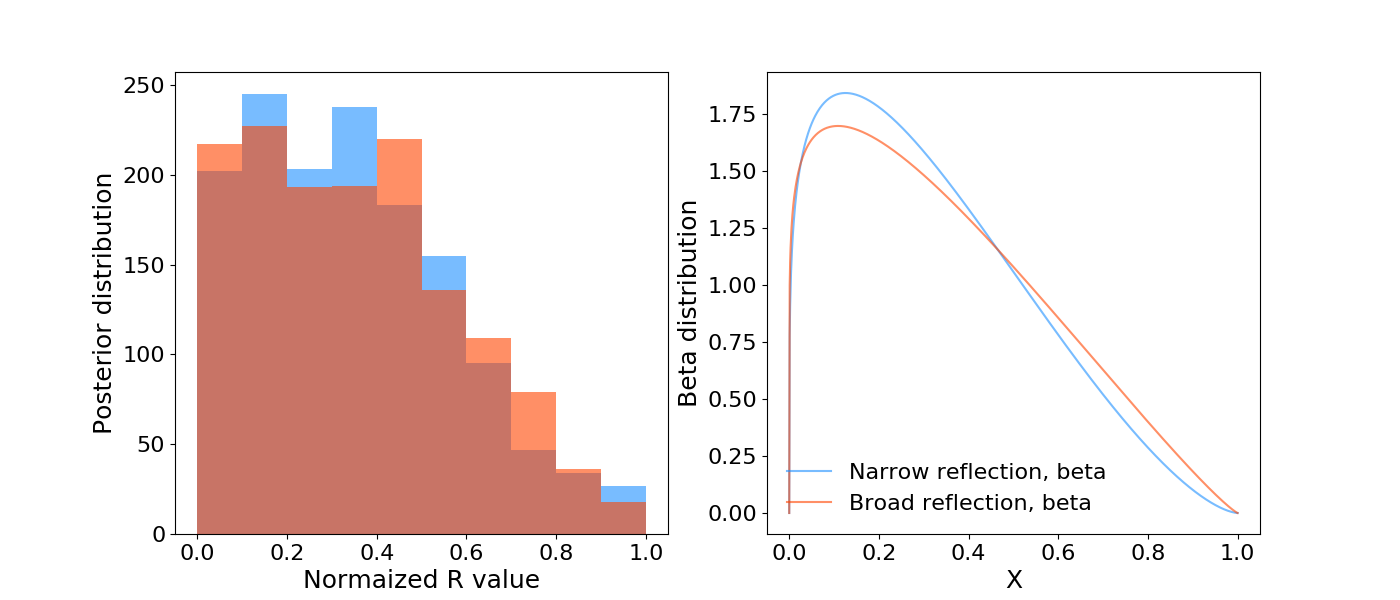 Posterior distribution
250
200
150
100
50
0
0.0 0.2 0.4 0.6 0.8 1.0
Normaized R value
Beta distribution
1.75
1.50
1.25
1.00
0.75
0.50
0.25
0.00
Narrow reflection, beta
Broad reflection, beta
0.0 0.2 0.4 0.6 0.8 1.0
X